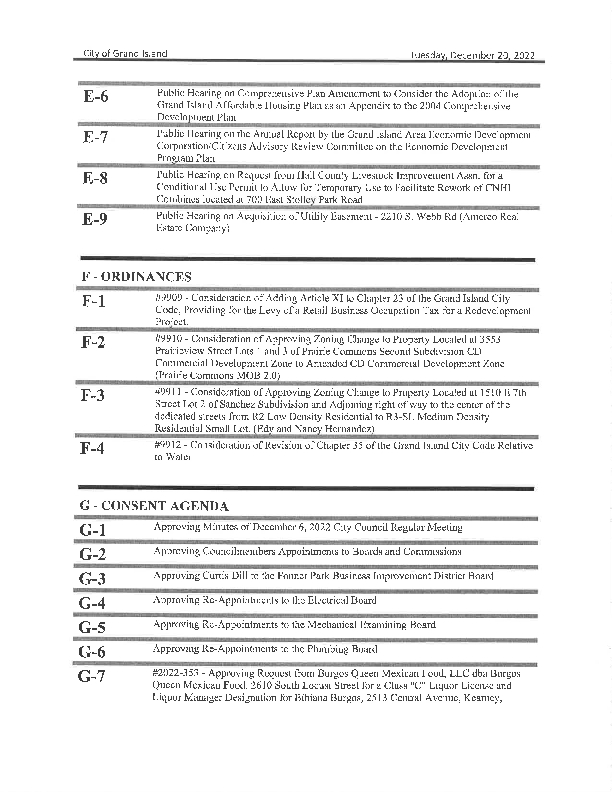 City of Grand Island Tuesday, December 20, 2022
E-6 Public Hearing on Comprehensive Plan Amendment to Consider the Adoption of the
Grand Island Affordable Housing Plan as an Appendix to the 2004 Comprehensive
Development Plan
E-7 Public Hearing on the Annual Report by the Grand Island Area Economic Development
Corporation/Citizens Advisory Review Committee on the Economic Development
Program Plan
E-8 Public Hearing on Request from Hall County Livestock Improvement Assn. for a
Conditional Use Permit to Allow for Temporary Use to Facilitate Rework of CNHI
Combines located at 700 East Stolley Park Road
E-9 Public Hearing on Acquisition of Utility Easement - 2210 S. Webb Rd (Amerco Real
Estate Company)
F - ORDINANCES
F-1 #9909 - Consideration of Adding Article XI to Chapter 23 of the Grand Island City
Code, Providing for the Levy of a Retail Business Occupation Tax for a Redevelopment
Project.
F-2 #9910 - Consideration of Approving Zoning Change to Property Located at 3553
Prairieview Street Lots 1 and 3 of Prairie Commons Second Subdivision CD
Commercial Development Zone to Amended CD Commercial Development Zone
(Prairie Commons MOB 2.0)
F-3 #9911 - Consideration of Approving Zoning Change to Property Located at 1510 E 7th
Street Lot 2 of Sanchez Subdivision and Adjoining right of way to the center of the
dedicated streets from R2 Low Density Residential to R3-SL Medium Density
Residential Small Lot. (Edy and Nancy Hernandez)
F-4 #9912 - Consideration of Revision of Chapter 35 of the Grand Island City Code Relative
to Water
G - CONSENT AGENDA
G-1 Approving Minutes of December 6, 2022 City Council Regular Meeting
G-2 Approving Councilmembers Appointments to Boards and Commissions
G-3 Approving Curtis Dill to the Fonner Park Business Improvement District Board
G-4 Approving Re-Appointments to the Electrical Board
G-5 Approving Re-Appointments to the Mechanical Examining Board
G-6 Approving Re-Appointments to the Plumbing Board
G-7 #2022-353 - Approving Request from Burgos Queen Mexican Food, LLC dba Burgos
Queen Mexican Food, 2610 South Locust Street for a Class "C" Liquor License and
Liquor Manager Designation for Bibiana Burgos, 2513 Central Avenue, Kearney,